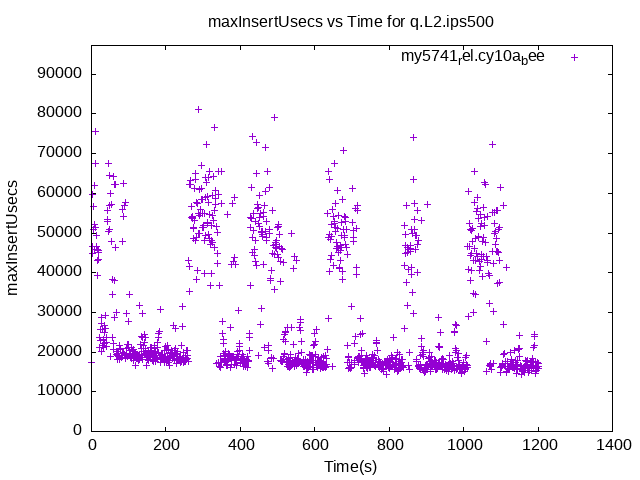 maxInsertUsecs vs Time for q.L2.ips500
my5741rel.cy10abee
90000
80000
70000
60000
50000
40000
30000
20000
10000
0
maxInsertUsecs
0 200 400 600 800 1000 1200 1400
Time(s)